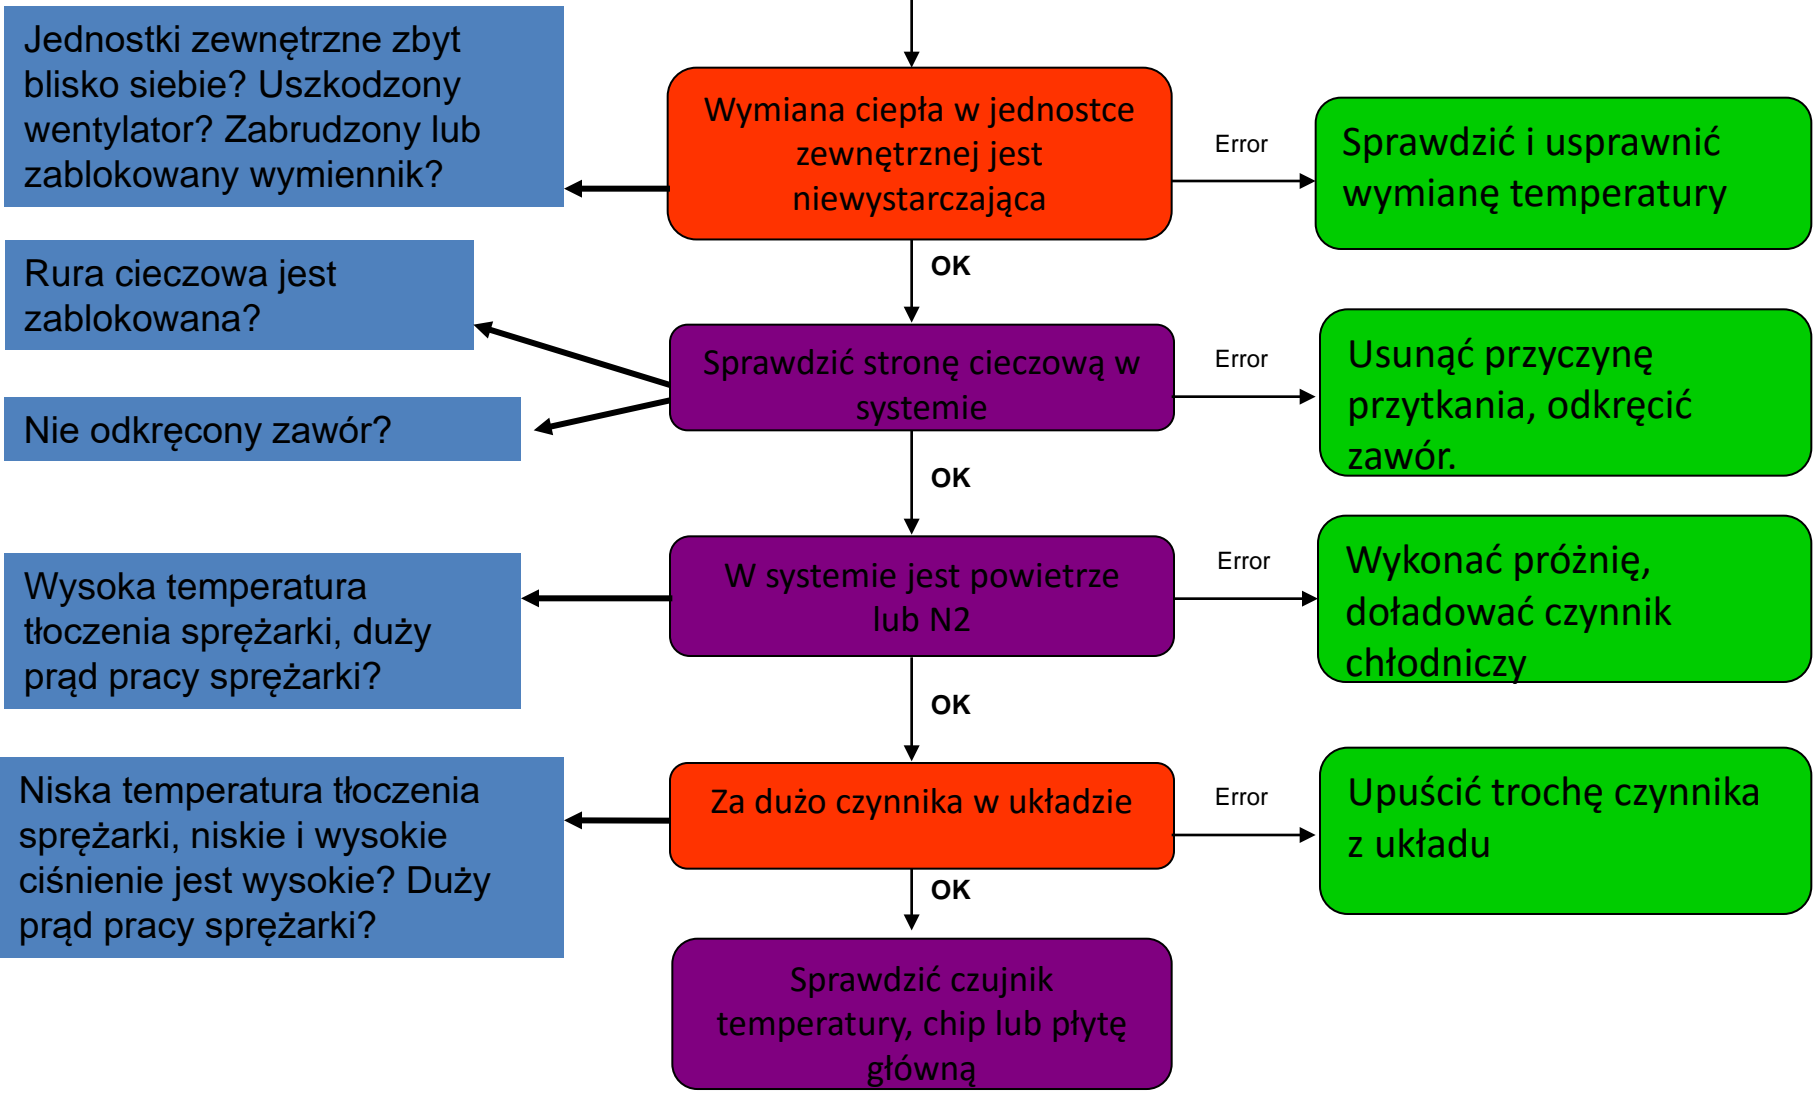 Jednostki zewnętrzne zbyt
blisko siebie? Uszkodzony
wentylator? Zabrudzony lub
zablokowany wymiennik?
Wymiana ciepła w jednostce
zewnętrznej jest
niewystarczająca
Error
Sprawdzić i usprawnić
wymianę temperatury
OK
Rura cieczowa jest
zablokowana?
Nie odkręcony zawór?
Sprawdzić stronę cieczową w
systemie
Error
Usunąć przyczynę
przytkania, odkręcić
zawór.
OK
Wysoka temperatura
tłoczenia sprężarki, duży
prąd pracy sprężarki?
W systemie jest powietrze
lub N2
Error
Wykonać próżnię,
doładować czynnik
chłodniczy
OK
Niska temperatura tłoczenia
sprężarki, niskie i wysokie
ciśnienie jest wysokie? Duży
prąd pracy sprężarki?
Za dużo czynnika w układzie
Error
Upuścić trochę czynnika
z układu
OK
Sprawdzić czujnik
temperatury, chip lub płytę
główną